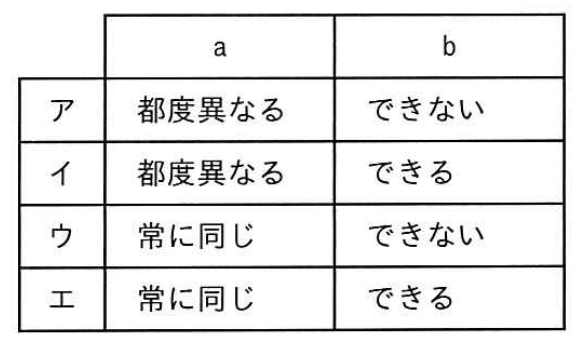 a b
ア 都度異なる できない
イ 都度異なる できる
ウ 常に同じ できない
エ 常に同じ できる